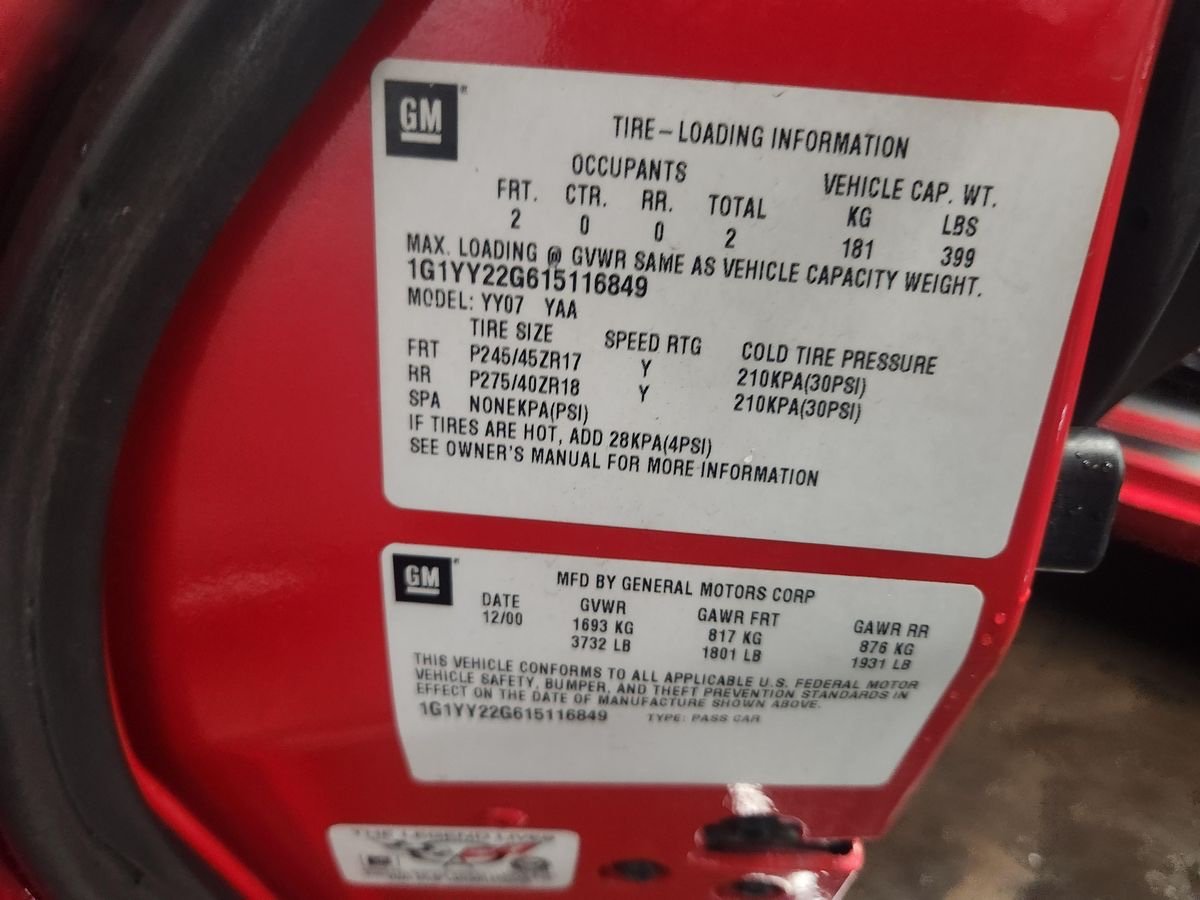 GM®
TIRE-LOADING INFORMATION
OCCUPANTS VEHICLE CAP. WT.
FRT. CTR. RR. TOTAL KG LBS
2 0 0 2 181 399
MAX. LOADING @ GVWR SAME AS VEHICLE CAPACITY WEIGHT.
1G1YY22G615116849
MODEL: YY07 YAA
TIRE SIZE SPEED RTG COLD TIRE PRESSURE
FRT P245/45ZR17 Y 210KPA(30PSI)
RR P275/40ZR18 Y 210KPA(30PSI)
SPA NONEKPA(PSI)
IF TIRES ARE HOT, ADD 28KPA(4PSI)
SEE OWNER'S MANUAL FOR MORE INFORMATION
GM®
MFD BY GENERAL MOTORS CORP
DATE GVWR GAWR FRT GAWR RR
12/00 1693 KG 817 KG 876 KG
3732 LB 1801 LB 1931 LB
THIS VEHICLE CONFORMS TO ALL APPLICABLE U.S. FEDERAL MOTOR
VEHICLE SAFETY, BUMPER, AND THEFT PREVENTION STANDARDS IN
EFFECT ON THE DATE OF MANUFACTURE SHOWN ABOVE.
1G1YY22G615116849 TYPE: PASS CAR
THE LEGEND LIVES